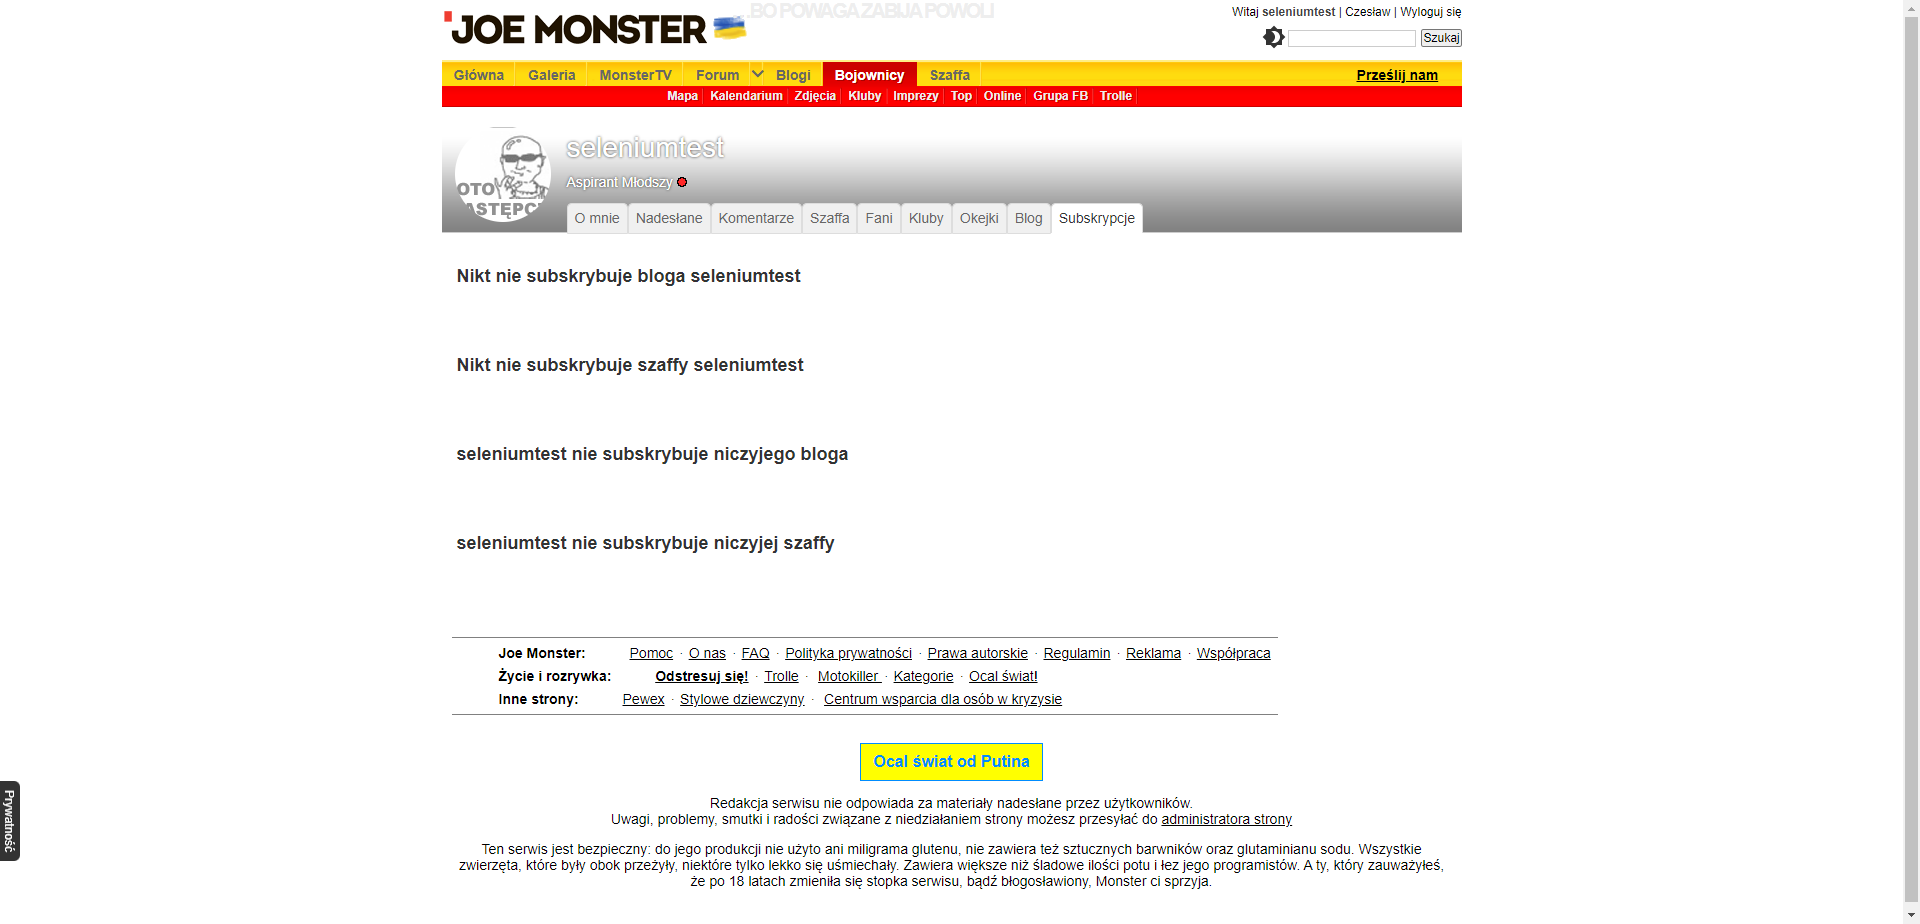 JOE MONSTER
BO POWAGA ZABIJA POWOLI
Witaj seleniumtest | Czesław | Wyloguj się
Szukaj
Główna Galeria MonsterTV Forum Blogi Bojownicy Szaffa Prześlij nam
Mapa Kalendarium Zdjęcia Kluby Imprezy Top Online Grupa FB Trolle
seleniumtest
Aspirant Młodszy
OTO
ASTĘPC
O mnie Nadesłane Komentarze Szaffa Fani Kluby Okejki Blog Subskrypcje
Nikt nie subskrybuje bloga seleniumtest
Nikt nie subskrybuje szaffy seleniumtest
seleniumtest nie subskrybuje niczyjego bloga
seleniumtest nie subskrybuje niczyjej szaffy
Joe Monster: Pomoc · O nas · FAQ · Polityka prywatności · Prawa autorskie · Regulamin · Reklama · Współpraca
Życie i rozrywka: Odstresuj się! · Trolle · Motokiller · Kategorie · Ocal świat!
Inne strony: Pewex · Stylowe dziewczyny · Centrum wsparcia dla osób w kryzysie
Ocal świat od Putina
Redakcja serwisu nie odpowiada za materiały nadesłane przez użytkowników.
Uwagi, problemy, smutki i radości związane z niedziałaniem strony możesz przesyłać do administratora strony
Ten serwis jest bezpieczny: do jego produkcji nie użyto ani miligrama glutenu, nie zawiera też sztucznych barwników oraz glutaminianu sodu. Wszystkie
zwierzęta, które były obok przeżyły, niektóre tylko lekko się uśmiechały. Zawiera większe niż śladowe ilości potu i łez jego programistów. A ty, który zauważyłeś,
że po 18 latach zmieniła się stopka serwisu, bądź błogosławiony, Monster ci sprzyja.
Prywatność